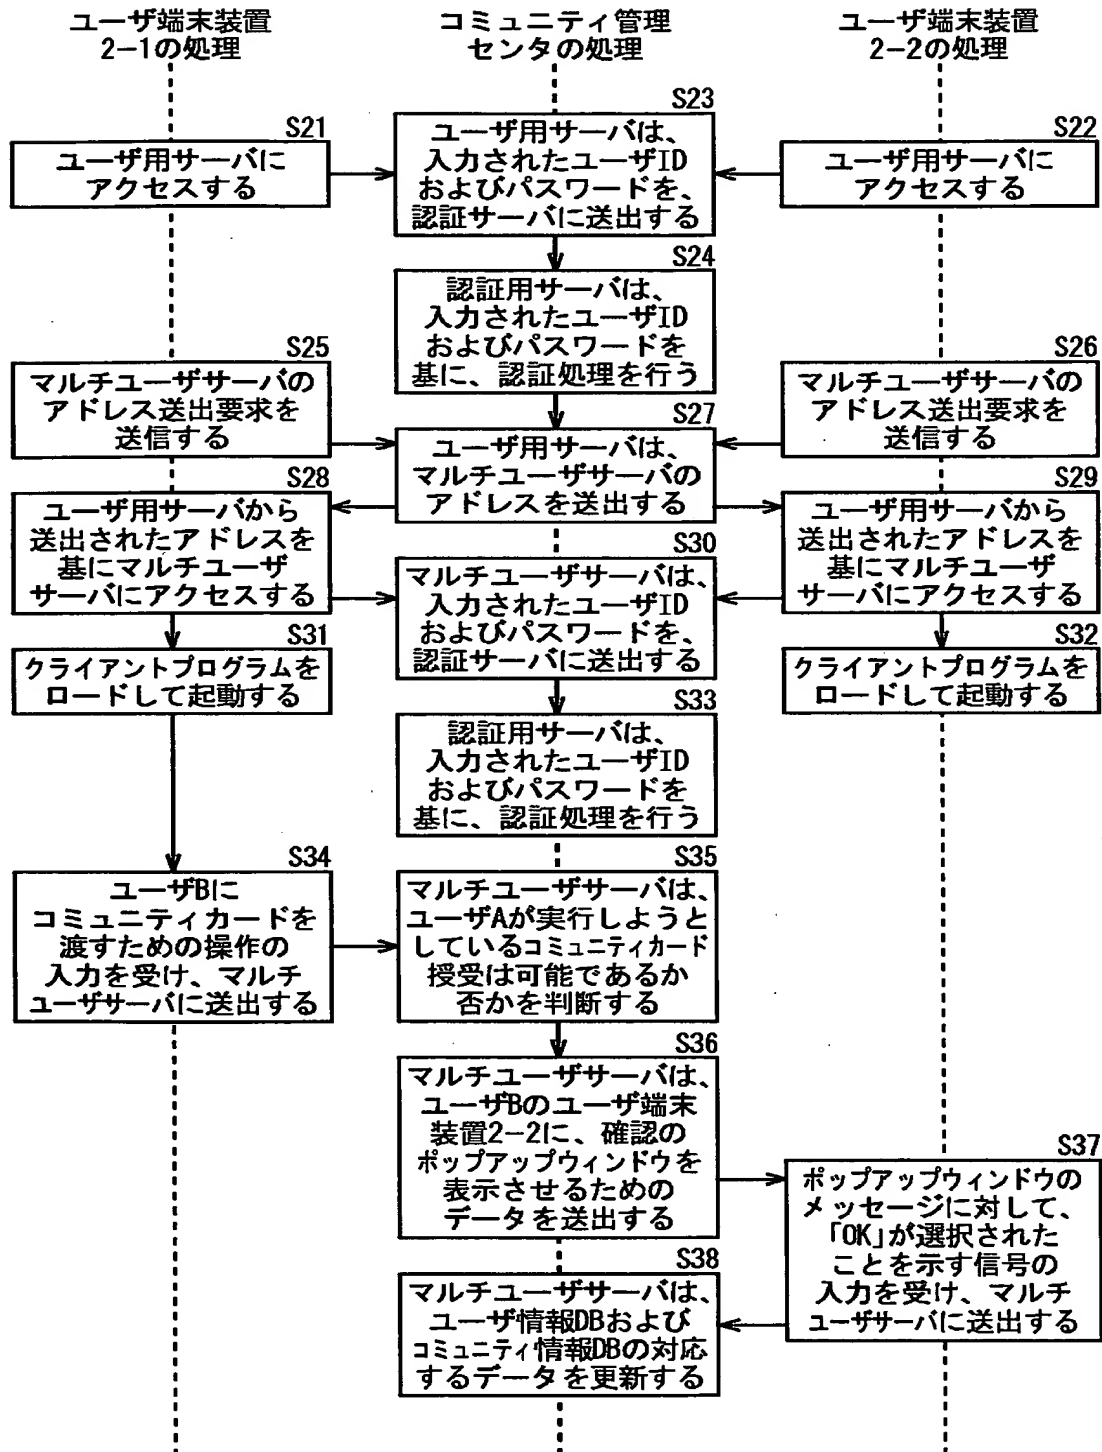 ユーザ端末装置
2−1の処理
コミュニティ管理
センタの処理
ユーザ端末装置
2−2の処理
S21
ユーザ用サーバに
アクセスする
S23
ユーザ用サーバは、
入力されたユーザID
およびパスワードを、
認証サーバに送出する
S22
ユーザ用サーバに
アクセスする
S24
認証用サーバは、
入力されたユーザID
およびパスワードを
基に、認証処理を行う
S25
マルチユーザサーバの
アドレス送出要求を
送信する
S26
マルチユーザサーバの
アドレス送出要求を
送信する
S27
ユーザ用サーバは、
マルチユーザサーバの
アドレスを送出する
S28
ユーザ用サーバから
送出されたアドレスを
基にマルチユーザ
サーバにアクセスする
S29
ユーザ用サーバから
送出されたアドレスを
基にマルチユーザ
サーバにアクセスする
S30
マルチユーザサーバは、
入力されたユーザID
およびパスワードを、
認証サーバに送出する
S31
クライアントプログラムを
ロードして起動する
S32
クライアントプログラムを
ロードして起動する
S33
認証用サーバは、
入力されたユーザID
およびパスワードを
基に、認証処理を行う
S34
ユーザBに
コミュニティカードを
渡すための操作の
入力を受け、マルチ
ユーザサーバに送出する
S35
マルチユーザサーバは、
ユーザAが実行しようと
しているコミュニティカード
授受は可能であるか
否かを判断する
S36
マルチユーザサーバは、
ユーザBのユーザ端末
装置2−2に、確認の
ポップアップウィンドウを
表示させるための
データを送出する
S37
ポップアップウィンドウの
メッセージに対して、
「OK」が選択された
ことを示す信号の
入力を受け、マルチ
ユーザサーバに送出する
S38
マルチユーザサーバは、
ユーザ情報DBおよび
コミュニティ情報DBの対応
するデータを更新する